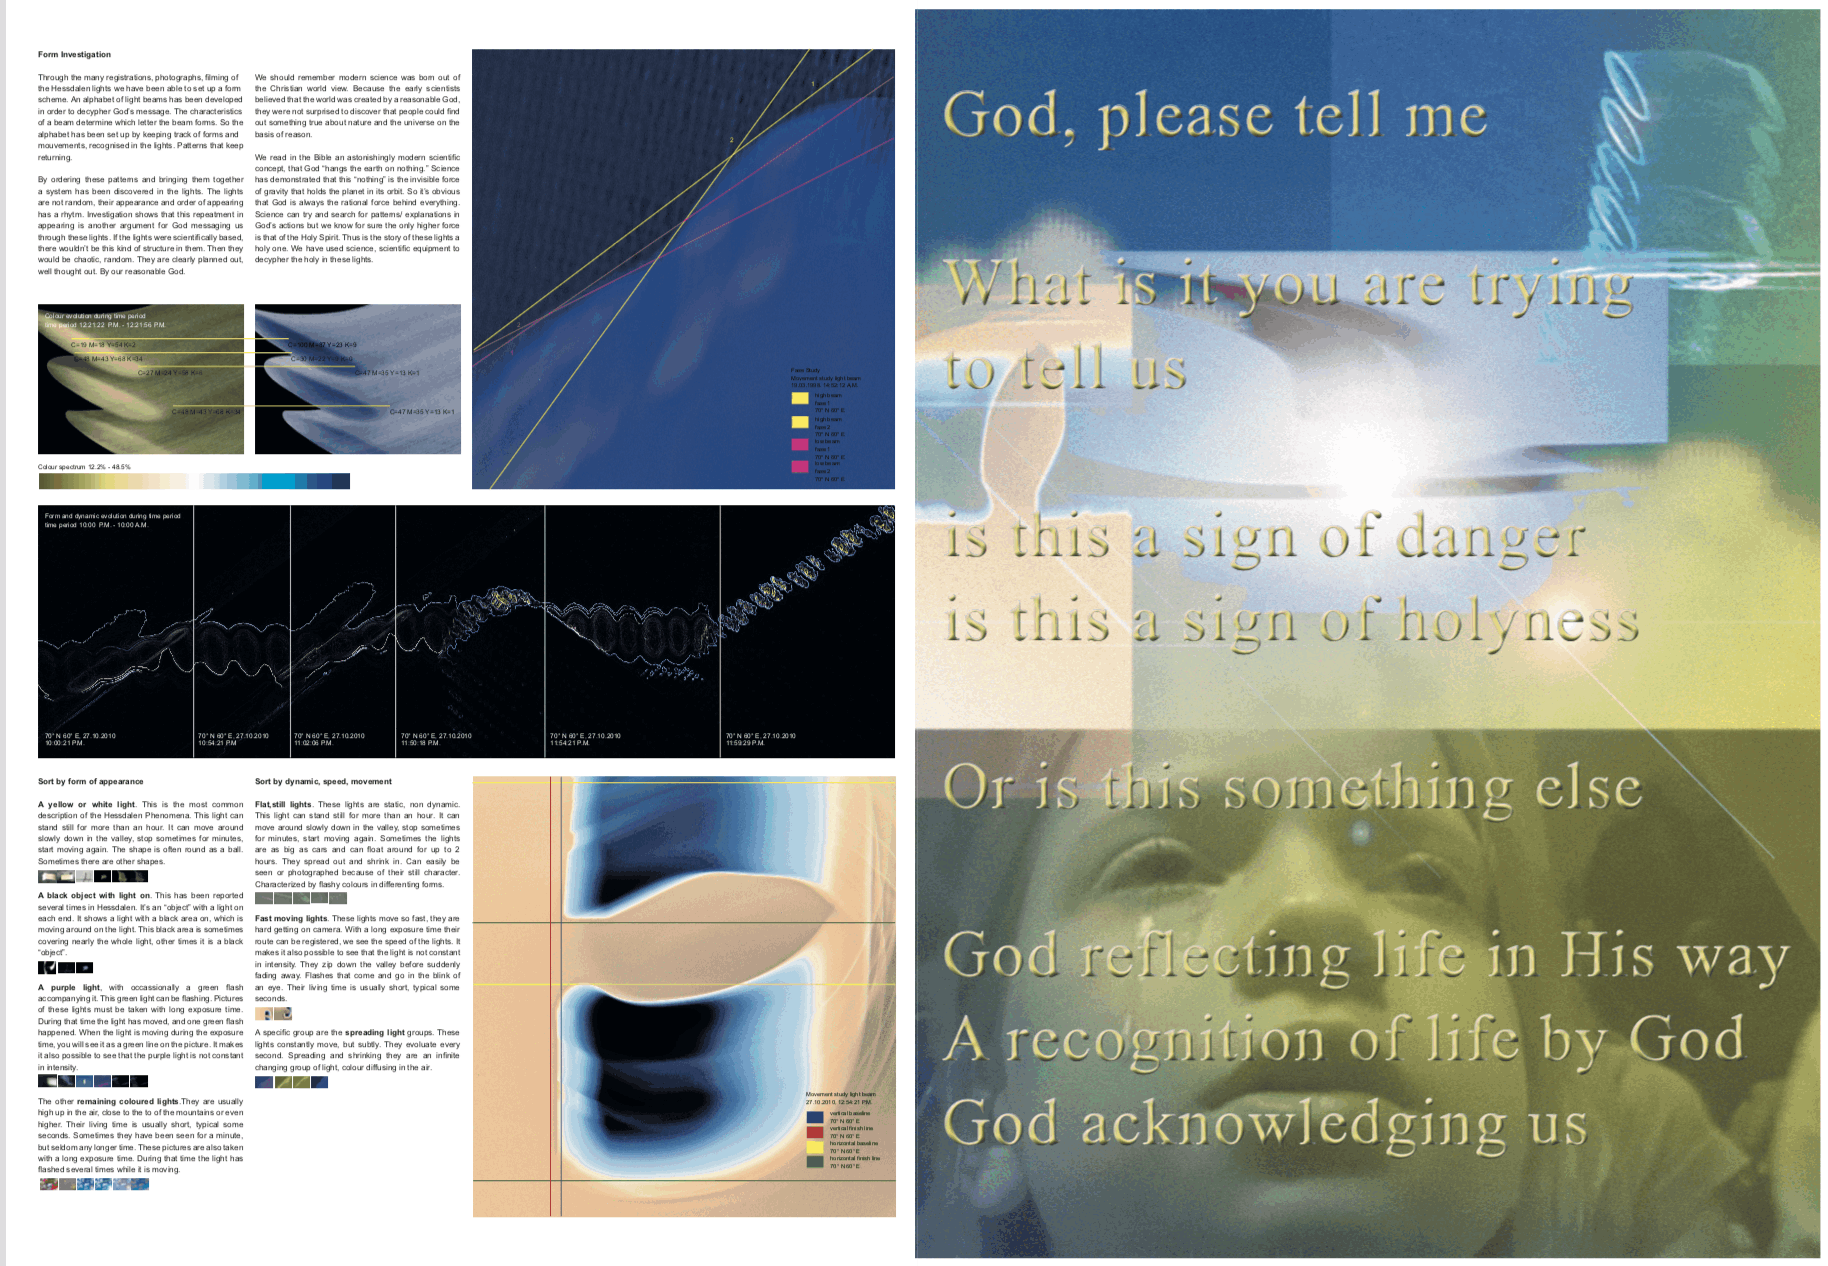 Form Investigation
Through the many registrations, photographs, filming of
the Hessdalen lights we have been able to set up a form
scheme. An alphabet of light beams has been developed
in order to decypher God's message. The characteristics
of a beam determine which letter the beam forms. So the
alphabet has been set up by keeping track of forms and
mouvements, recognised in the lights. Patterns that keep
returning.
By ordering these patterns and bringing them together
a system has been discovered in the lights. The lights
are not random, their appearance and order of appearing
has a rhytm. Investigation shows that this repeatment in
appearing is another argument for God messaging us
through these lights. If the lights were scientifically based,
there wouldn't be this kind of structure in them. Then they
would be chaotic, random. They are clearly planned out,
well thought out. By our reasonable God.
We should remember modern science was born out of
the Christian world view. Because the early scientists
believed that the world was created by a reasonable God,
they were not surprised to discover that people could find
out something true about nature and the universe on the
basis of reason.
We read in the Bible an astonishingly modern scientific
concept, that God "hangs the earth on nothing." Science
has demonstrated that this "nothing" is the invisible force
of gravity that holds the planet in its orbit. So it's obvious
that God is always the rational force behind everything.
Science can try and search for patterns/ explanations in
God's actions but we know for sure the only higher force
is that of the Holy Spirit. Thus is the story of these lights a
holy one. We have used science, scientific equipment to
decypher the holy in these lights.
1
2
3
Form Study
Movement study light beam
high beam
70° N 60° E
high beam
70° N 60° E
low beam
70° N 60° E
low beam
70° N 60° E
Colour evolution during time period
time period 12:21:22 P.M. - 12:21:56 P.M.
C=19 M=18 Y=54 K=2
C=47 M=35 Y=13 K=1
C=47 M=35 Y=13 K=1
Colour spectrum 12.2% - 48.5%
Form and dynamic evolution during time period
time period 10:00 P.M. - 10:00 A.M.
70° N 60° E, 27.10.2010
10:00:21 P.M.
70° N 60° E, 27.10.2010
10:54:21 P.M
70° N 60° E, 27.10.2010
11:02:06 P.M.
70° N 60° E, 27.10.2010
11:50:18 P.M.
70° N 60° E, 27.10.2010
11:54:21 P.M.
70° N 60° E, 27.10.2010
11:59:29 P.M.
Sort by form of appearance
A yellow or white light. This is the most common
description of the Hessdalen Phenomena. This light can
stand still for more than an hour. It can move around
slowly down in the valley, stop sometimes for minutes,
start moving again. The shape is often round as a ball.
Sometimes there are other shapes.
A black object with light on. This has been reported
several times in Hessdalen. It's an "object" with a light on
each end. It shows a light with a black area on, which is
moving around on the light. This black area is sometimes
covering nearly the whole light, other times it is a black
"object".
A purple light, with occassionally a green flash
accompanying it. This green light can be flashing. Pictures
of these lights must be taken with long exposure time.
During that time the light has moved, and one green flash
happened. When the light is moving during the exposure
time, you will see it as a green line on the picture. It makes
it also possible to see that the purple light is not constant
in intensity.
The other remaining coloured lights.They are usually
high up in the air, close to the to of the mountains or even
higher. Their living time is usually short, typical some
seconds. Sometimes they have been seen for a minute,
but seldom any longer time. These pictures are also taken
with a long exposure time. During that time the light has
flashed several times while it is moving.
Sort by dynamic, speed, movement
Flat,still lights. These lights are static, non dynamic.
This light can stand still for more than an hour. It can
move around slowly down in the valley, stop sometimes
for minutes, start moving again. Sometimes the lights
are as big as cars and can float around for up to 2
hours. They spread out and shrink in. Can easily be
seen or photographed because of their still character.
Characterized by flashy colours in differenting forms.
Fast moving lights. These lights move so fast, they are
hard getting on camera. With a long exposure time their
route can be registered, we see the speed of the lights. It
makes it also possible to see that the light is not constant
in intensity. They zip down the valley before suddenly
fading away. Flashes that come and go in the blink of
an eye. Their living time is usually short, typical some
seconds.
A specific group are the spreading light groups. These
lights constantly move, but subtly. They evaluate every
second. Spreading and shrinking they are an infinite
changing group of light, colour diffusing in the air.
Movement study light beam
27.10.2010, 12:54:21 P.M.
vertical baseline
70° N 60° E
vertical finish line
70° N 60° E
horizontal baseline
70° N 60° E
horizontal finish line
70° N 60° E
God, please tell me
What is it you are trying
to tell us
is this a sign of danger
is this a sign of holyness
Or is this something else
God reflecting life in His way
A recognition of life by God
God acknowledging us